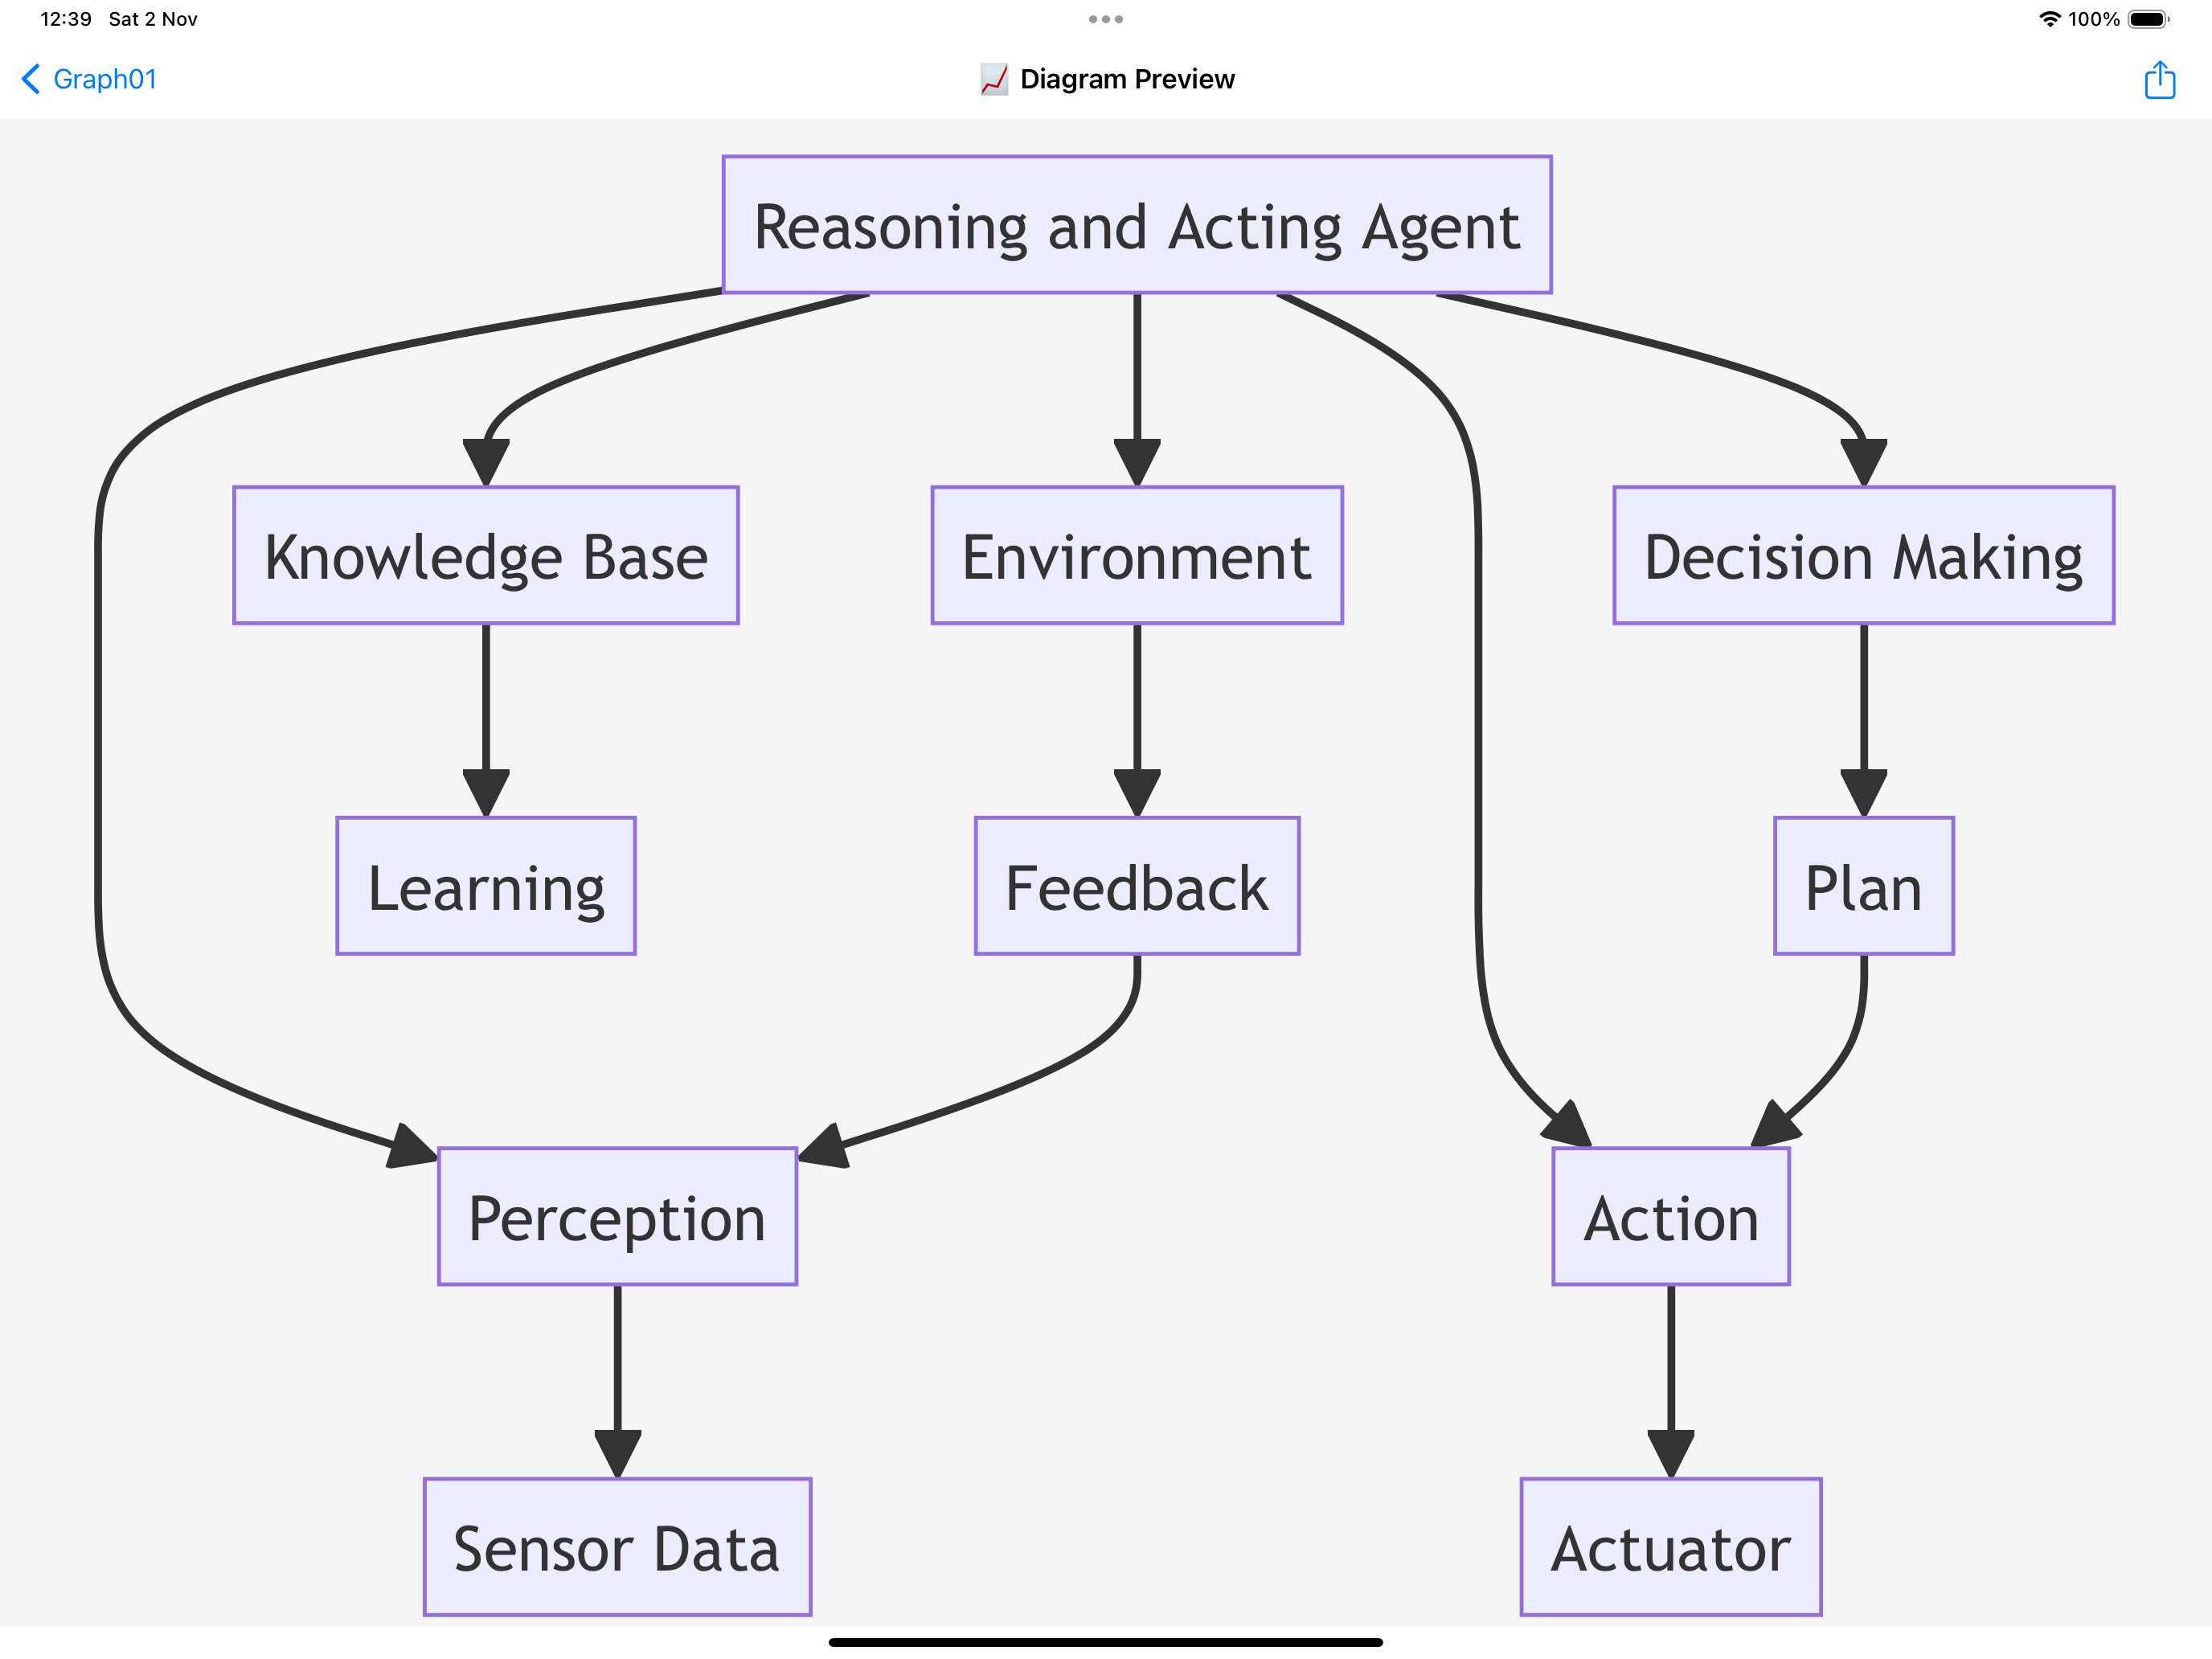 12:39 Sat 2 Nov
100%
Graph01
Diagram Preview
Reasoning and Acting Agent
Knowledge Base
Environment
Decision Making
Learning
Feedback
Plan
Perception
Action
Sensor Data
Actuator